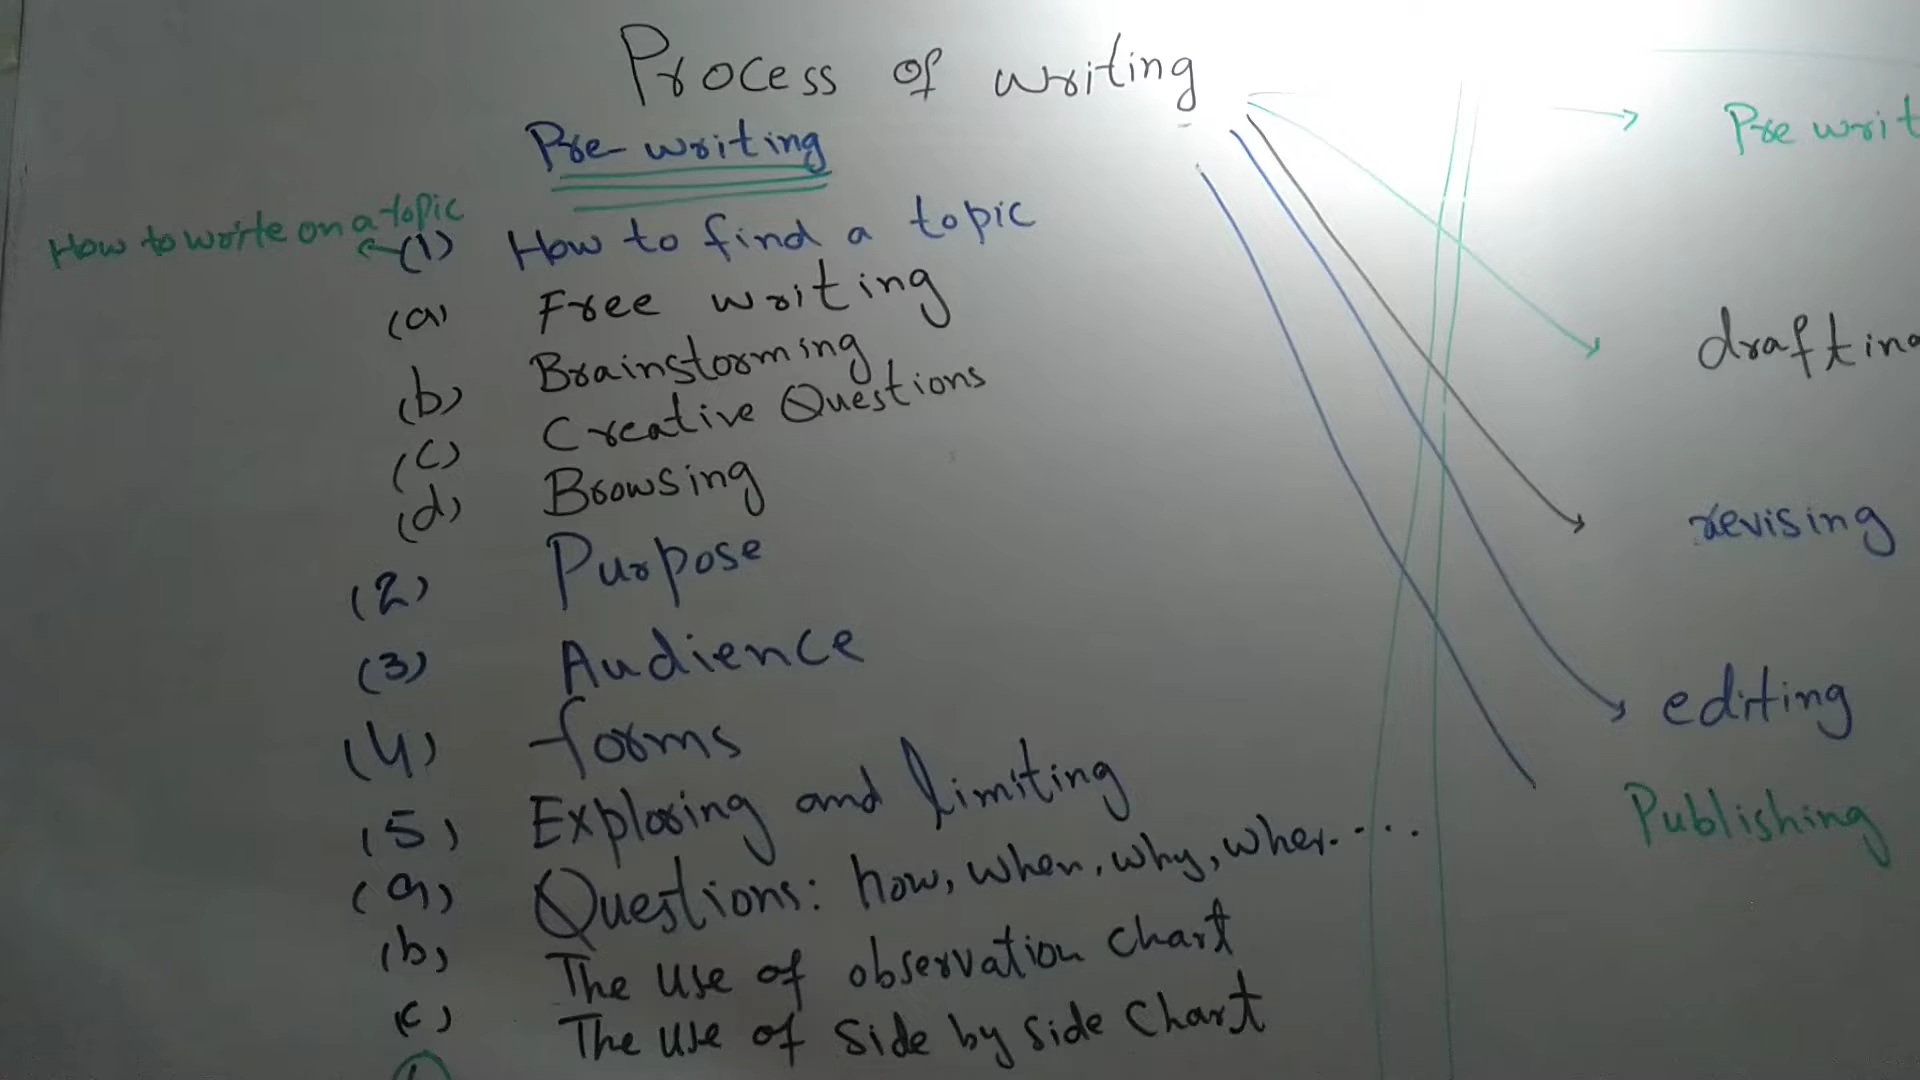 Process of writing
Pre-writing
How to write on a topic
(1) How to find a topic
(a) Free writing
(b) Brainstorming
(c) Creative Questions
(d) Browsing
(2) Purpose
(3) Audience
(4) forms
(5) Exploring and limiting
(a) Questions: how, when, why, wher.....
(b) The use of observation chart
(c) The use of side by side chart
Pre writ
drafting
revising
editing
Publishing